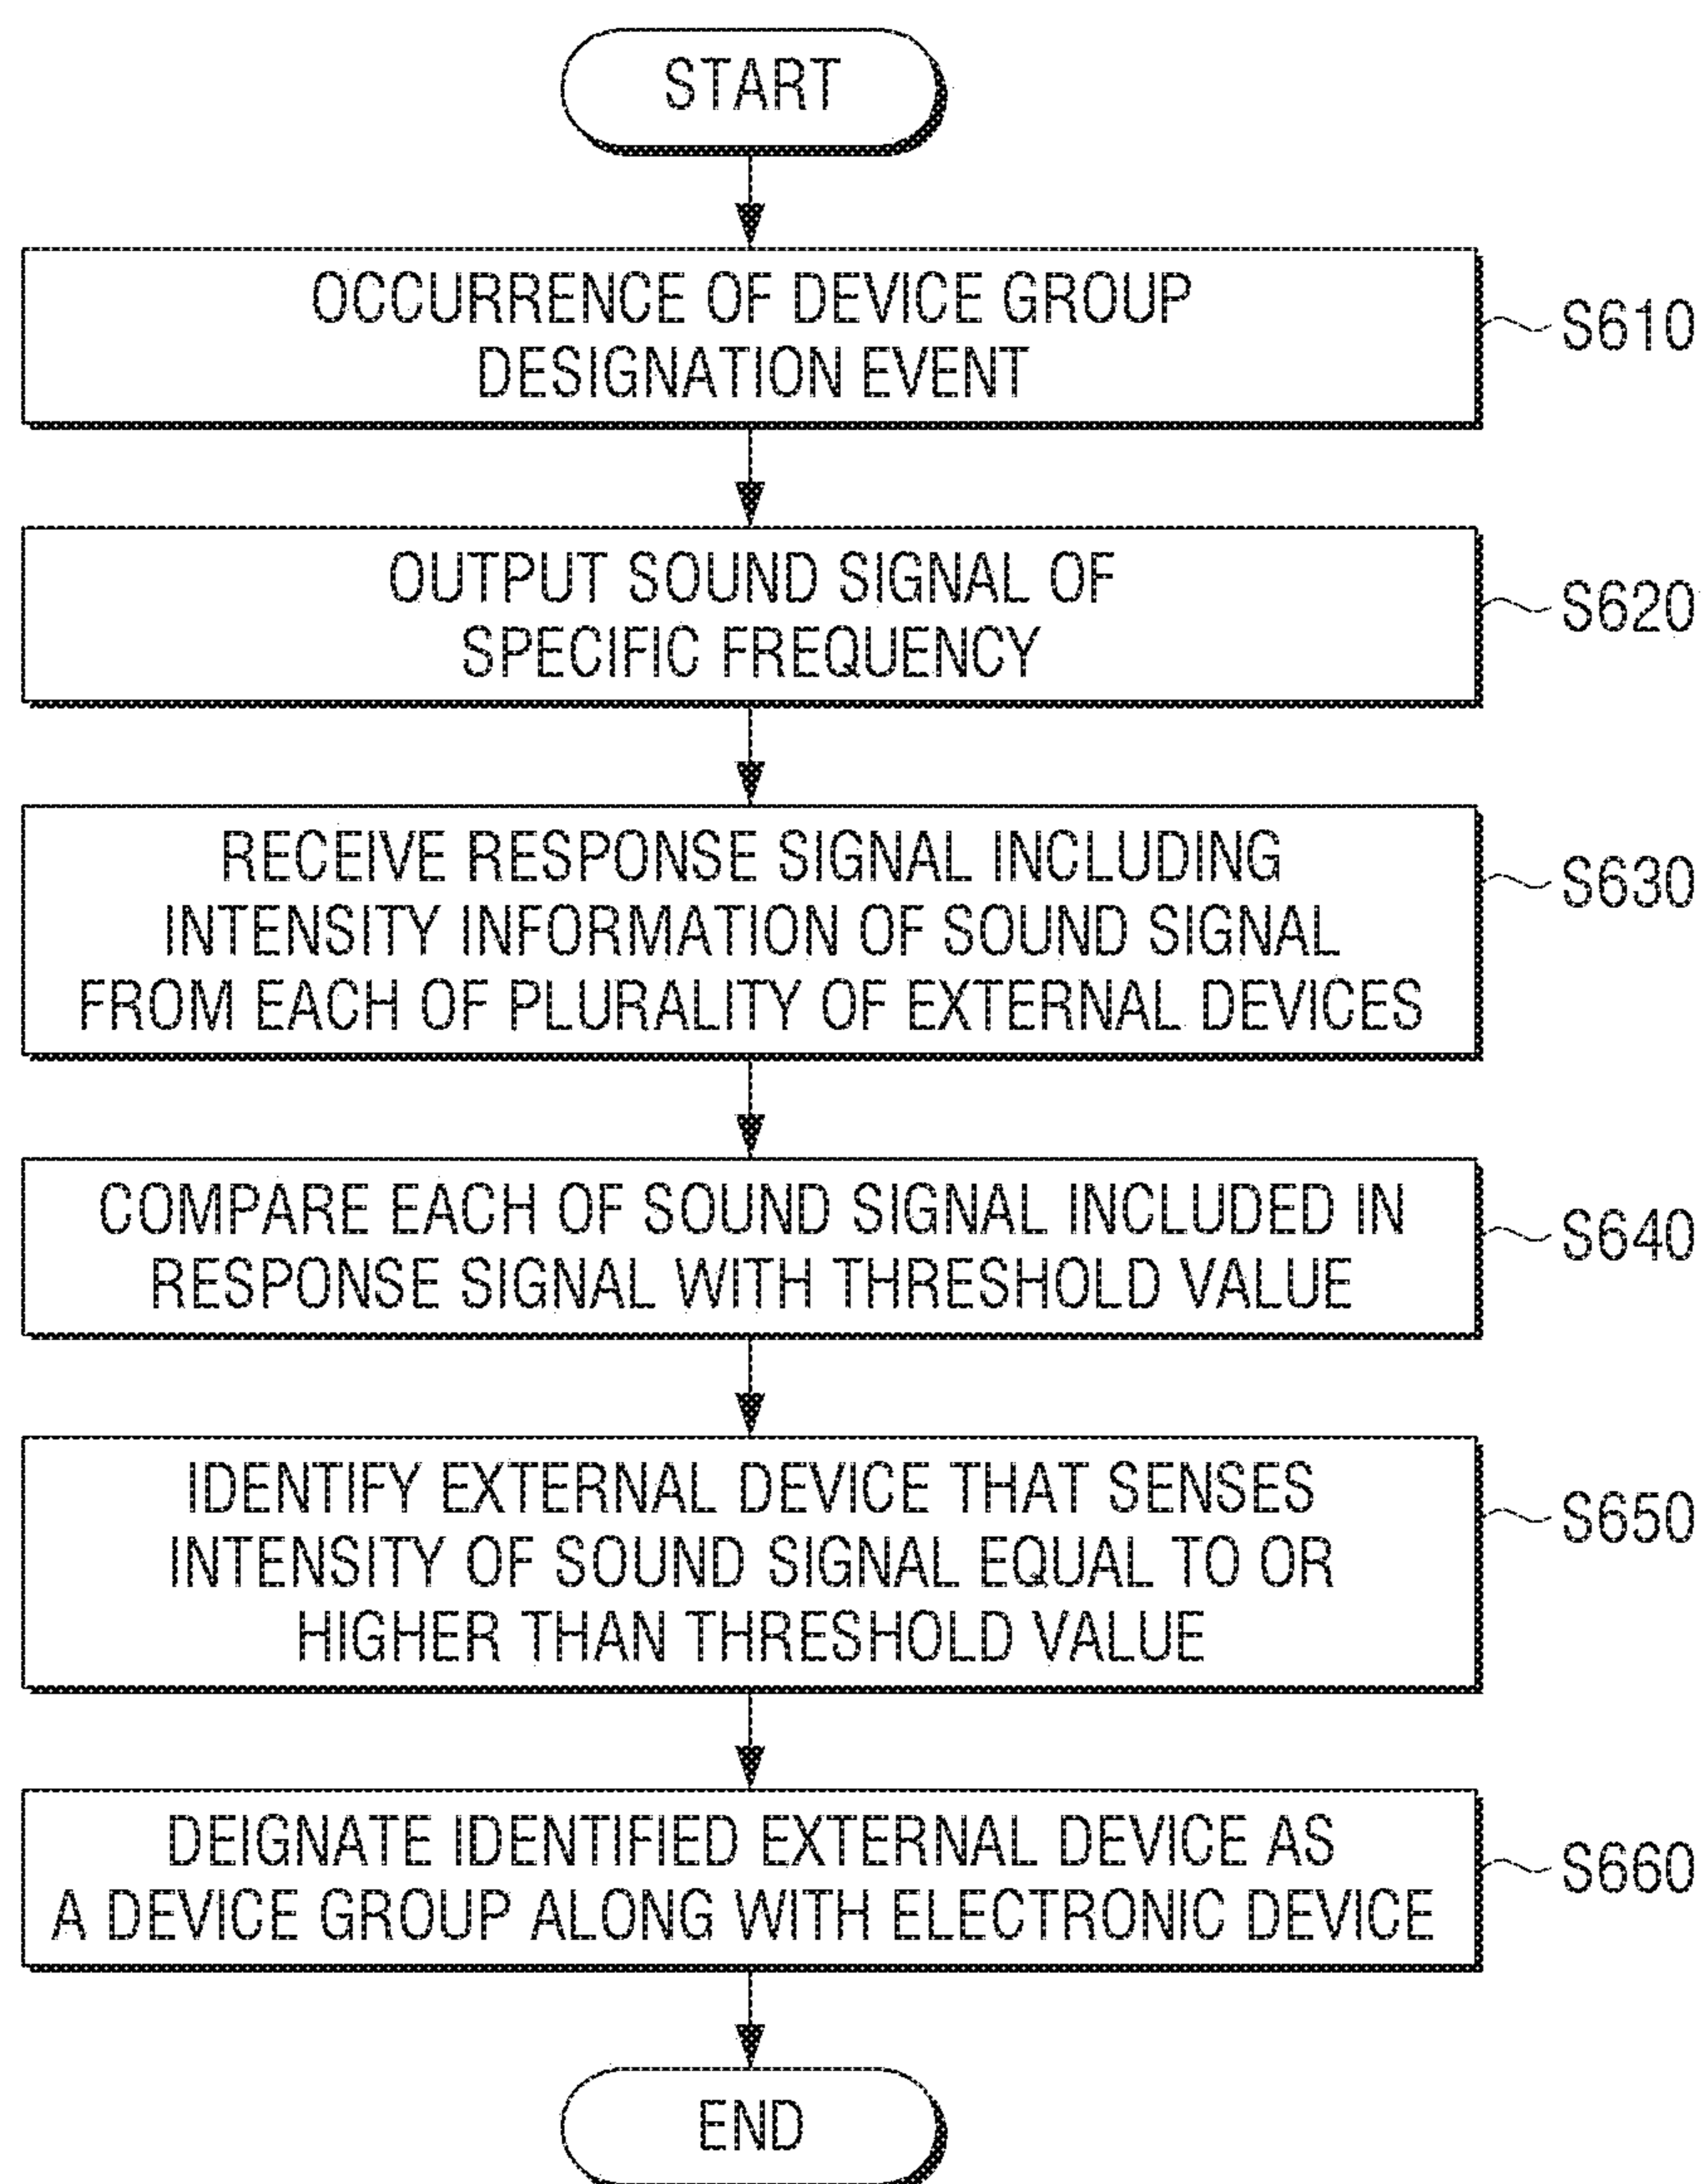 START
OCCURRENCE OF DEVICE GROUP
DESIGNATION EVENT
S610
OUTPUT SOUND SIGNAL OF
SPECIFIC FREQUENCY
S620
RECEIVE RESPONSE SIGNAL INCLUDING
INTENSITY INFORMATION OF SOUND SIGNAL
FROM EACH OF PLURALITY OF EXTERNAL DEVICES
S630
COMPARE EACH OF SOUND SIGNAL INCLUDED IN
RESPONSE SIGNAL WITH THRESHOLD VALUE
S640
IDENTIFY EXTERNAL DEVICE THAT SENSES
INTENSITY OF SOUND SIGNAL EQUAL TO OR
HIGHER THAN THRESHOLD VALUE
S650
DEIGNATE IDENTIFIED EXTERNAL DEVICE AS
A DEVICE GROUP ALONG WITH ELECTRONIC DEVICE
S660
END